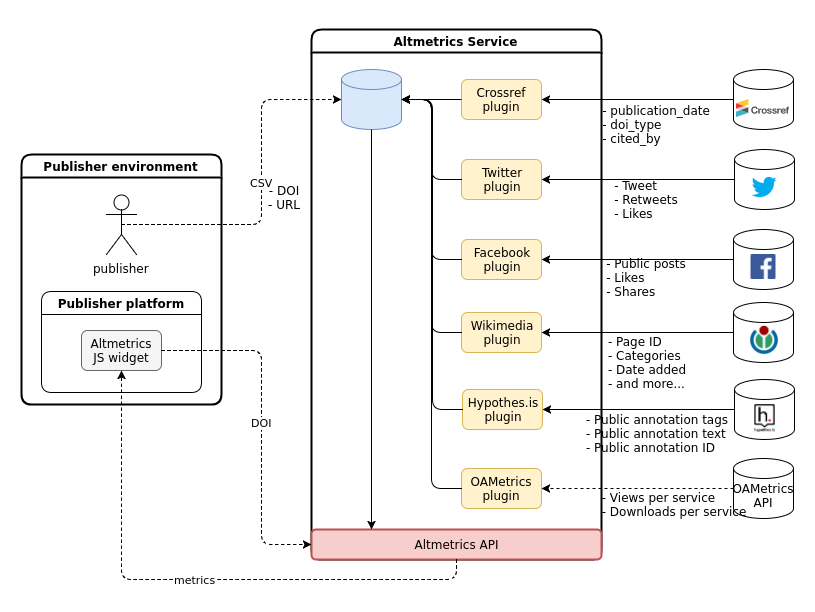 Altmetrics Service
Crossref
plugin
Crossref
- publication_date
- doi_type
- cited_by
Publisher environment
CSV
- DOI
- URL
publisher
Twitter
plugin
- Tweet
- Retweets
- Likes
Facebook
plugin
- Public posts
- Likes
- Shares
Publisher platform
Altmetrics
JS widget
Wikimedia
plugin
- Page ID
- Categories
- Date added
- and more...
Hypothes.is
plugin
h.
hypothes.is
- Public annotation tags
- Public annotation text
- Public annotation ID
DOI
OAMetrics
plugin
OAMetrics
API
- Views per service
- Downloads per service
Altmetrics API
metrics